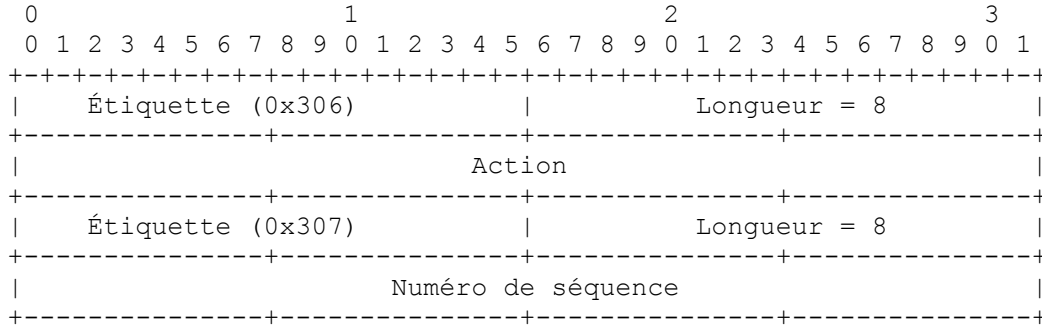 0 1 2 3
0 1 2 3 4 5 6 7 8 9 0 1 2 3 4 5 6 7 8 9 0 1 2 3 4 5 6 7 8 9 0 1
+-+-+-+-+-+-+-+-+-+-+-+-+-+-+-+-+-+-+-+-+-+-+-+-+-+-+-+-+-+-+-+-+
| Étiquette (0x306) | Longueur = 8 |
+---------------+---------------+---------------+---------------+
| Action |
+---------------+---------------+---------------+---------------+
| Étiquette (0x307) | Longueur = 8 |
+---------------+---------------+---------------+---------------+
| Numéro de séquence |
+---------------+---------------+---------------+---------------+